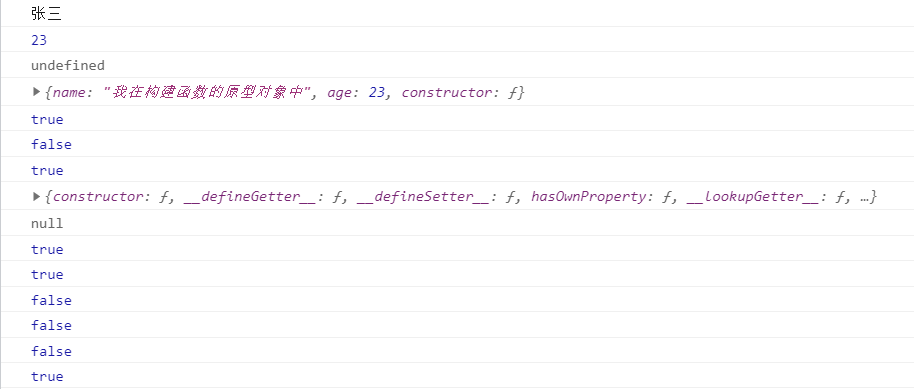 张三
23
undefined
{name: "我在构建函数的原型对象中", age: 23, constructor: ƒ}
true
false
true
{constructor: ƒ, __defineGetter__: ƒ, __defineSetter__: ƒ, hasOwnProperty: ƒ, __lookupGetter__: ƒ, …}
null
true
true
false
false
false
true